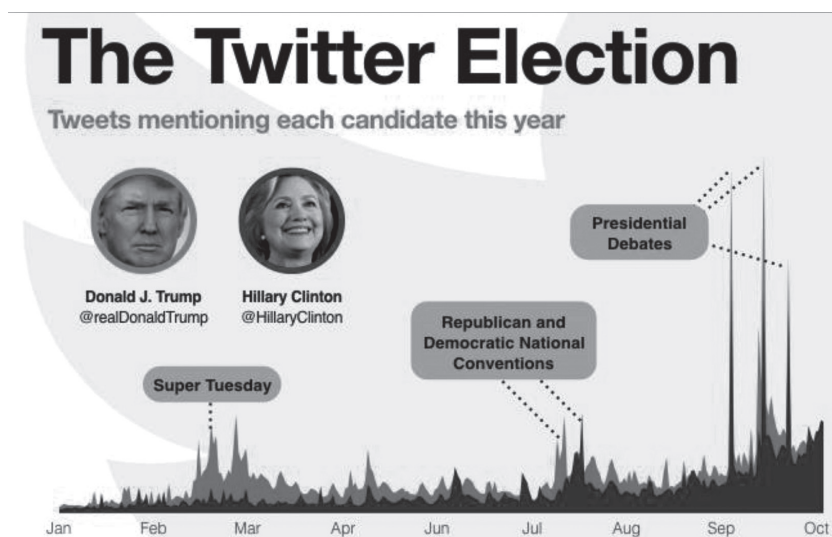 The Twitter Election
Tweets mentioning each candidate this year
Donald J. Trump
@realDonaldTrump
Hillary Clinton
@HillaryClinton
Super Tuesday
Republican and
Democratic National
Conventions
Presidential
Debates
Jan Feb Mar Apr Jun Jul Aug Sep Oct